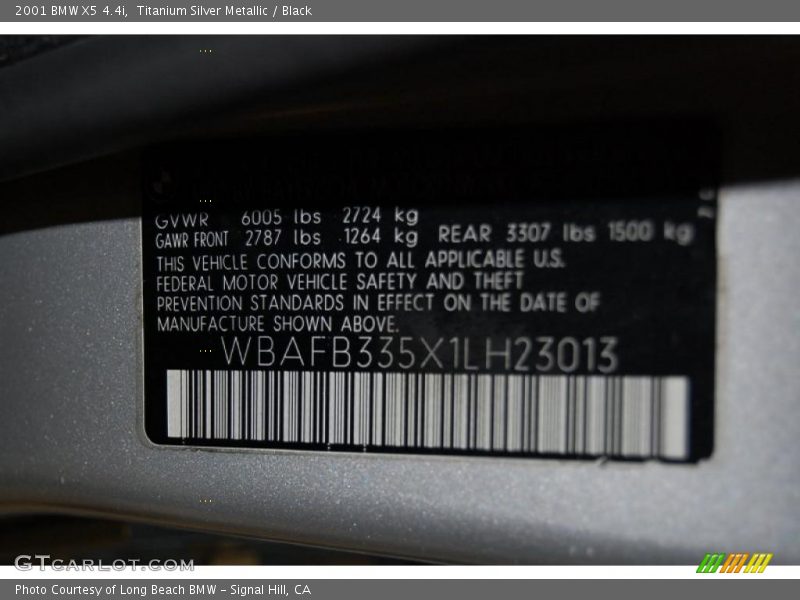 2001 BMW X5 4.4i, Titanium Silver Metallic / Black
GVWR 6005 lbs 2724 kg
GAWR FRONT 2787 lbs 1264 kg REAR 3307 lbs 1500 kg
THIS VEHICLE CONFORMS TO ALL APPLICABLE U.S.
FEDERAL MOTOR VEHICLE SAFETY AND THEFT
PREVENTION STANDARDS IN EFFECT ON THE DATE OF
MANUFACTURE SHOWN ABOVE.
WBAFB335X1LH23013
GTCARLOT.COM
Photo Courtesy of Long Beach BMW - Signal Hill, CA